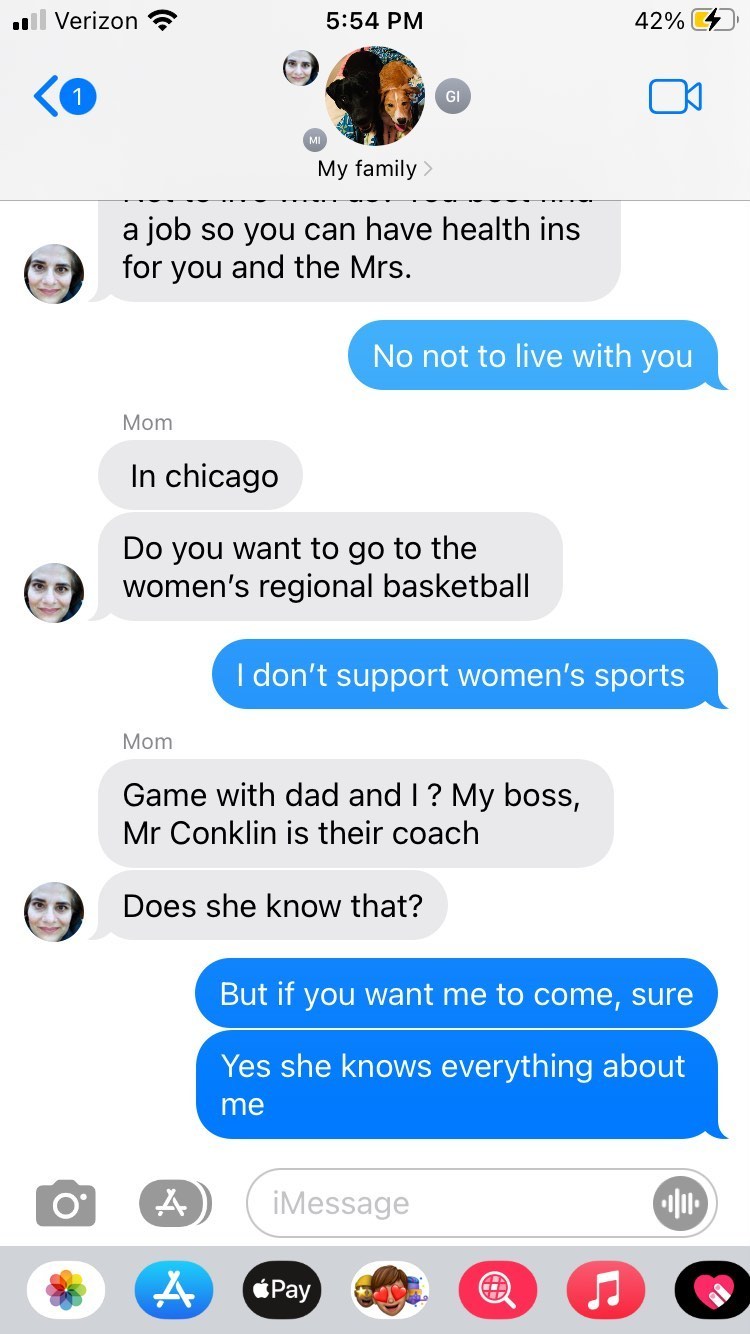 Verizon 5:54 PM 42%
1
GI
MI
My family
a job so you can have health ins
for you and the Mrs.
No not to live with you
Mom
In chicago
Do you want to go to the
women's regional basketball
I don't support women's sports
Mom
Game with dad and I ? My boss,
Mr Conklin is their coach
Does she know that?
But if you want me to come, sure
Yes she knows everything about
me
iMessage
Pay